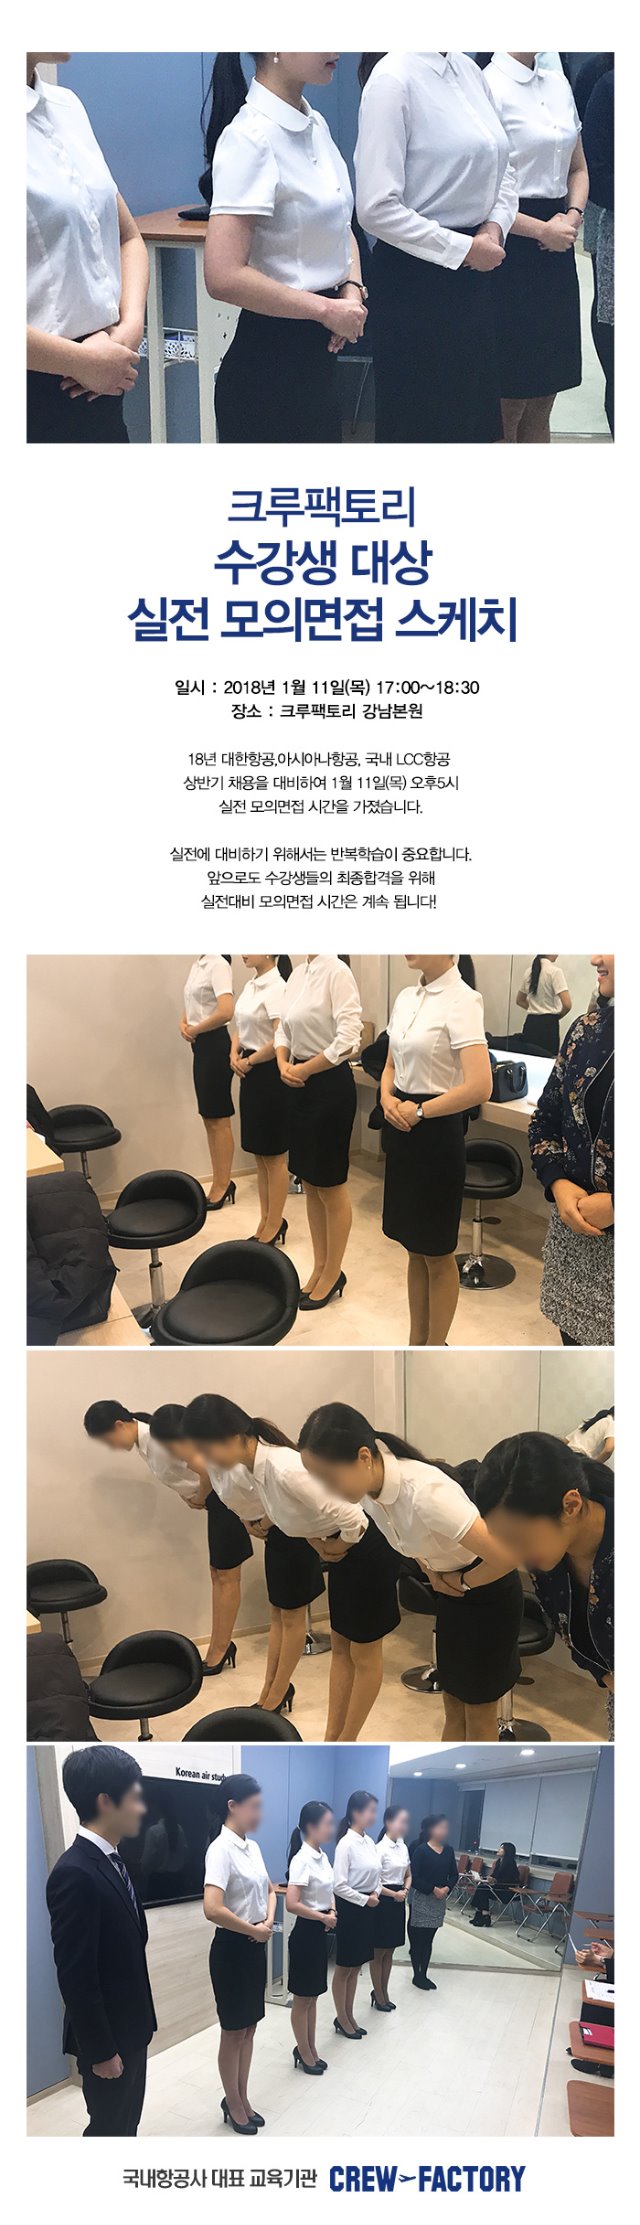 크루팩토리
수강생 대상
실전 모의면접 스케치
일시 : 2018년 1월 11일(목) 17:00~18:30
장소 : 크루팩토리 강남본원
18년 대한항공,아시아나항공, 국내 LCC항공
상반기 채용을 대비하여 1월 11일(목) 오후5시
실전 모의면접 시간을 가졌습니다.
실전에 대비하기 위해서는 반복학습이 중요합니다.
앞으로도 수강생들의 최종합격을 위해
실전대비 모의면접 시간은 계속 됩니다!
Korean air
국내항공사 대표 교육기관 CREW FACTORY